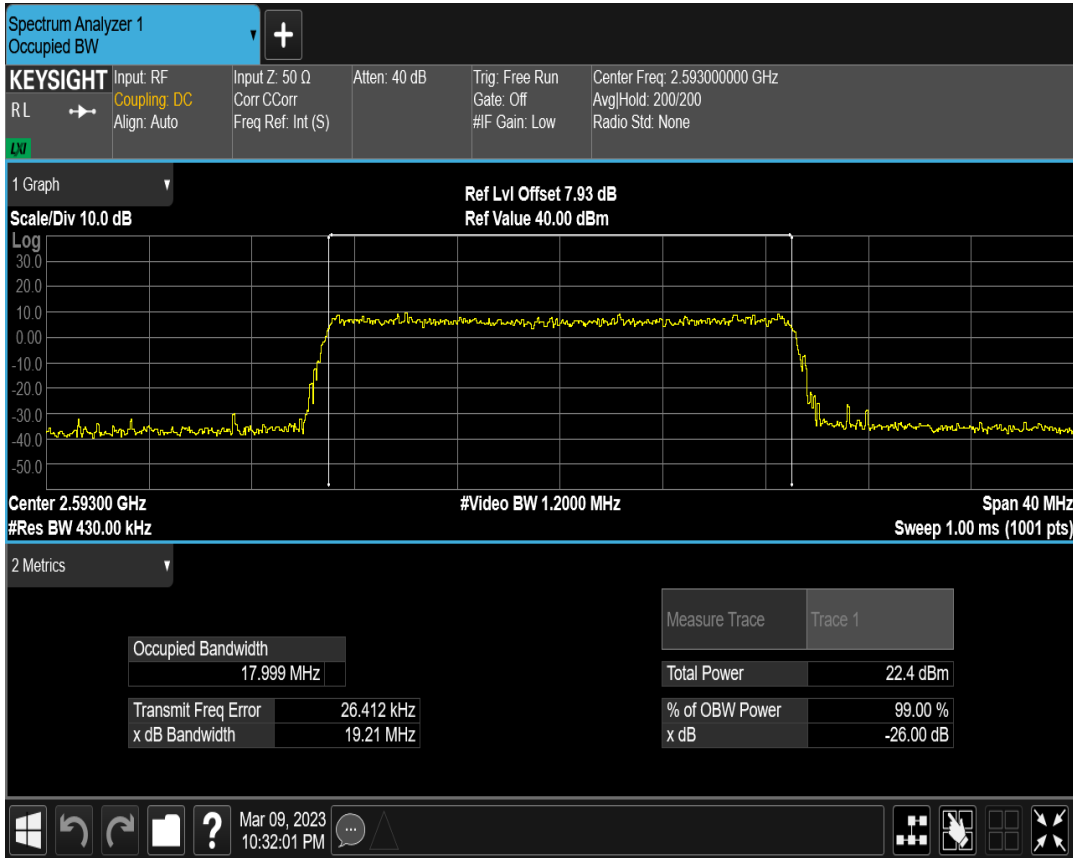 Spectrum Analyzer 1
Occupied BW
KEYSIGHT
R L
LXI
Input: RF
Coupling: DC
Align: Auto
Input Z: 50 Ω
Corr CCorr
Freq Ref: Int (S)
Atten: 40 dB
Trig: Free Run
Gate: Off
#IF Gain: Low
Center Freq: 2.593000000 GHz
Avg|Hold: 200/200
Radio Std: None
1 Graph
Scale/Div 10.0 dB
Ref Lvl Offset 7.93 dB
Ref Value 40.00 dBm
Log
30.0
20.0
10.0
0.00
-10.0
-20.0
-30.0
-40.0
-50.0
Center 2.59300 GHz
#Video BW 1.2000 MHz
Span 40 MHz
#Res BW 430.00 kHz
Sweep 1.00 ms (1001 pts)
2 Metrics
Occupied Bandwidth
17.999 MHz
Transmit Freq Error 26.412 kHz
x dB Bandwidth 19.21 MHz
Measure Trace Trace 1
Total Power 22.4 dBm
% of OBW Power 99.00 %
x dB -26.00 dB
Mar 09, 2023
10:32:01 PM